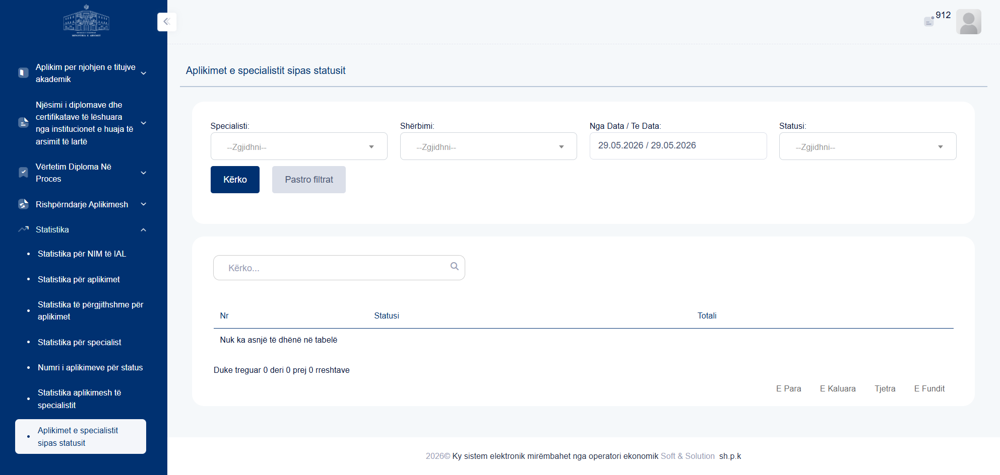 MINISTRIA E ARSIMIT
912
Aplikim per njohjen e titujve
akademik
Njësimi i diplomave dhe
certifikatave të lëshuara
nga institucionet e huaja të
arsimit të lartë
Vërtetim Diploma Në
Proces
Rishpërndarje Aplikimesh
Statistika
Statistika për NIM të IAL
Statistika për aplikimet
Statistika të përgjithshme për
aplikimet
Statistika për specialist
Numri i aplikimeve për status
Statistika aplikimesh të
specialistit
Aplikimet e specialistit
sipas statusit
Aplikimet e specialistit sipas statusit
Specialisti: Shërbimi: Nga Data / Te Data: Statusi:
--Zgjidhni-- --Zgjidhni-- 29.05.2026 / 29.05.2026 --Zgjidhni--
Kërko Pastro filtrat
Kërko...
Nr Statusi Totali
Nuk ka asnjë të dhënë në tabelë
Duke treguar 0 deri 0 prej 0 rreshtave
E Para E Kaluara Tjetra E Fundit
2026© Ky sistem elektronik mirëmbahet nga operatori ekonomik Soft & Solution sh.p.k